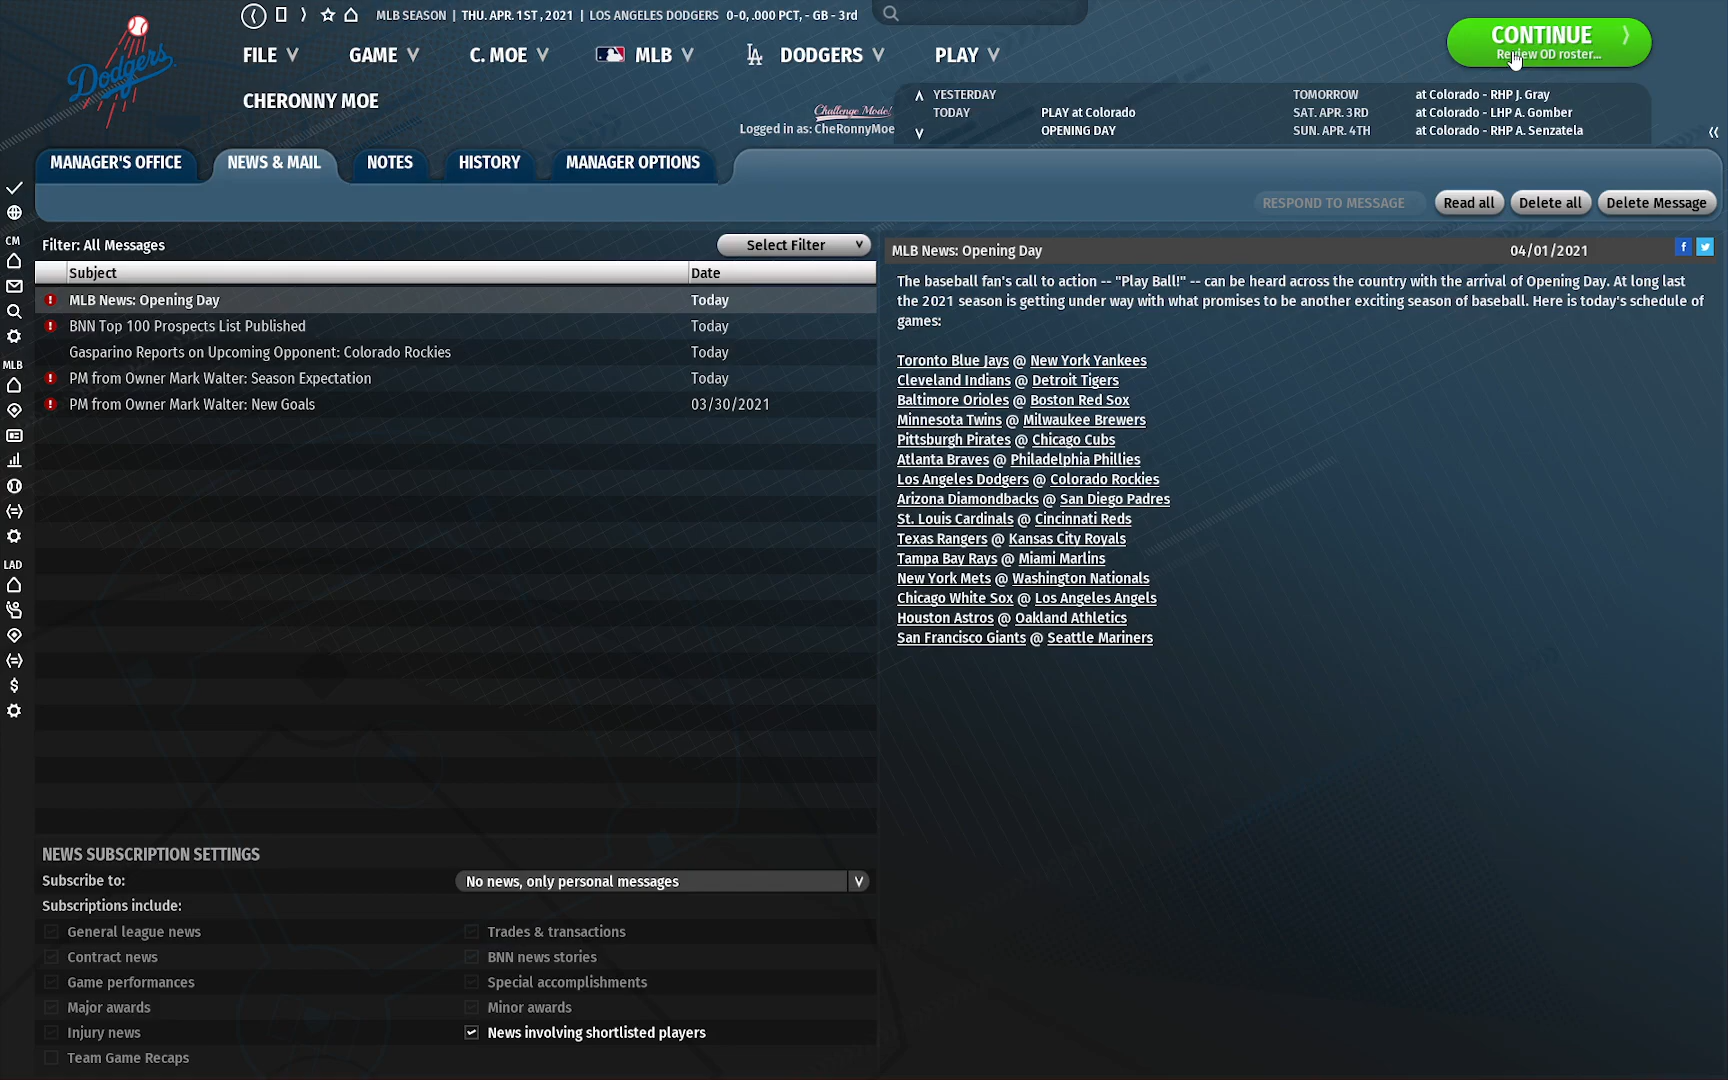 Dodgers
MLB SEASON | THU. APR. 1ST , 2021 | LOS ANGELES DODGERS 0-0, .000 PCT, - GB - 3rd
FILE
GAME
C. MOE
MLB
LA DODGERS
PLAY
CONTINUE
Review OD roster...
CHERONNY MOE
Challenge Mode!
Logged in as: CheRonnyMoe
YESTERDAY
TODAY PLAY at Colorado
OPENING DAY
TOMORROW at Colorado - RHP J. Gray
SAT. APR. 3RD at Colorado - LHP A. Gomber
SUN. APR. 4TH at Colorado - RHP A. Senzatela
MANAGER'S OFFICE
NEWS & MAIL
NOTES
HISTORY
MANAGER OPTIONS
RESPOND TO MESSAGE
Read all
Delete all
Delete Message
CM
MLB
LAD
Filter: All Messages
Select Filter
Subject Date
MLB News: Opening Day Today
BNN Top 100 Prospects List Published Today
Gasparino Reports on Upcoming Opponent: Colorado Rockies Today
PM from Owner Mark Walter: Season Expectation Today
PM from Owner Mark Walter: New Goals 03/30/2021
NEWS SUBSCRIPTION SETTINGS
Subscribe to: No news, only personal messages
Subscriptions include:
General league news Trades & transactions
Contract news BNN news stories
Game performances Special accomplishments
Major awards Minor awards
Injury news News involving shortlisted players
Team Game Recaps
MLB News: Opening Day 04/01/2021
The baseball fan's call to action -- "Play Ball!" -- can be heard across the country with the arrival of Opening Day. At long last
the 2021 season is getting under way with what promises to be another exciting season of baseball. Here is today's schedule of
games:
Toronto Blue Jays @ New York Yankees
Cleveland Indians @ Detroit Tigers
Baltimore Orioles @ Boston Red Sox
Minnesota Twins @ Milwaukee Brewers
Pittsburgh Pirates @ Chicago Cubs
Atlanta Braves @ Philadelphia Phillies
Los Angeles Dodgers @ Colorado Rockies
Arizona Diamondbacks @ San Diego Padres
St. Louis Cardinals @ Cincinnati Reds
Texas Rangers @ Kansas City Royals
Tampa Bay Rays @ Miami Marlins
New York Mets @ Washington Nationals
Chicago White Sox @ Los Angeles Angels
Houston Astros @ Oakland Athletics
San Francisco Giants @ Seattle Mariners